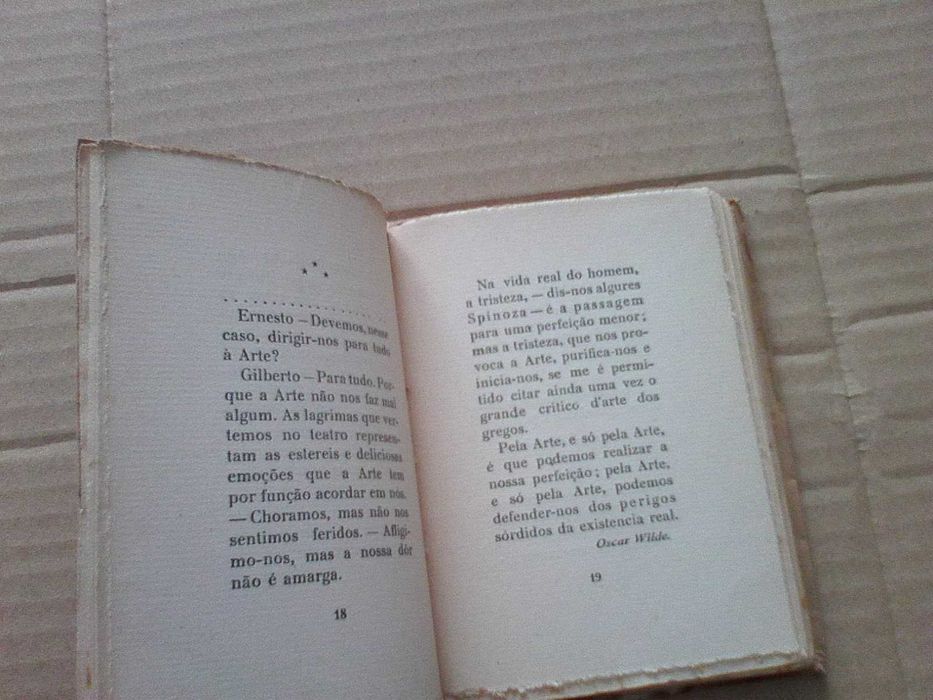 Ernesto — Devemos, nesse
caso, dirigir-nos para tudo
à Arte?
Gilberto — Para tudo. Por-
que a Arte não nos faz mal
algum. As lagrimas que ver-
temos no teatro represen-
tam as estereis e deliciosas
emoções que a Arte tem
por função acordar em nós.
— Choramos, mas não nos
sentimos feridos. — Afligi-
mo-nos, mas a nossa dôr
não é amarga.
18
Na vida real do homem,
a tristeza, — dis-nos algures
Spinoza — é a passagem
para uma perfeição menor;
mas a tristeza, que nos pro-
voca a Arte, purifica-nos e
inicia-nos, se me é permi-
tido citar ainda uma vez o
grande critico d'arte dos
gregos.
Pela Arte, e só pela Arte,
é que podemos realizar a
nossa perfeição; pela Arte,
e só pela Arte, podemos
defender-nos dos perigos
sórdidos da existencia real.
Oscar Wilde.
19